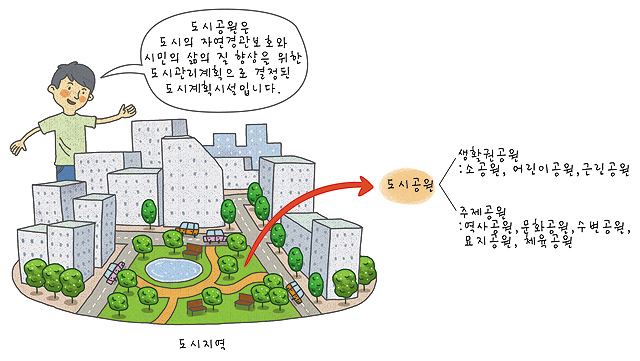 도시공원은
도시의 자연경관보호와
시민의 삶의 질 향상을 위한
도시관리계획으로 결정된
도시계획시설입니다.
도시공원
생활권공원
:소공원, 어린이공원,근린공원
주제공원
:역사공원,문화공원,수변공원,
묘지공원, 체육공원
도시지역